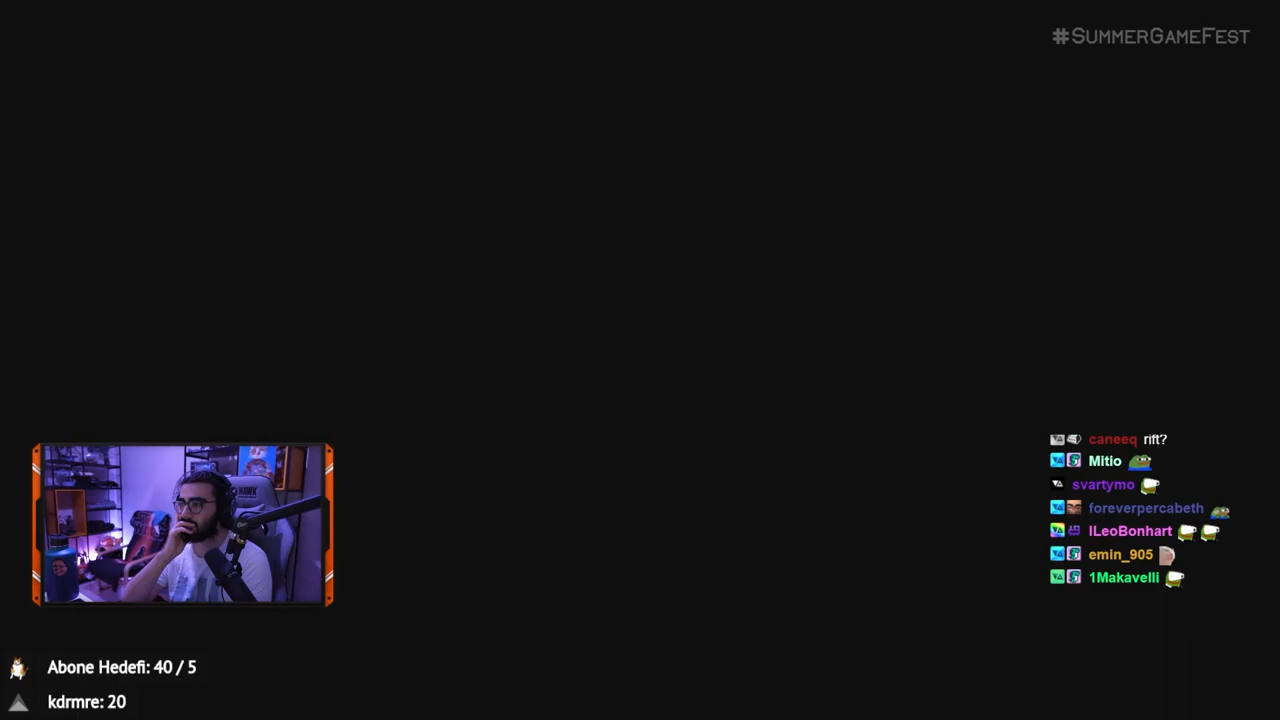 #SUMMERGAMEFEST
caneeq rift?
Mitio
svartymo
foreverpercabeth
ILeoBonhart
emin_905
1Makavelli
Abone Hedefi: 40 / 5
kdrmre: 20